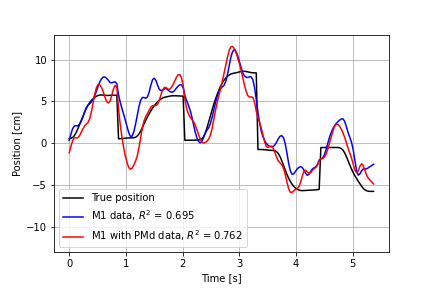 10
5
0
−5
−10
Position [cm]
True position
M1 data, R² = 0.695
M1 with PMd data, R² = 0.762
0 1 2 3 4 5
Time [s]